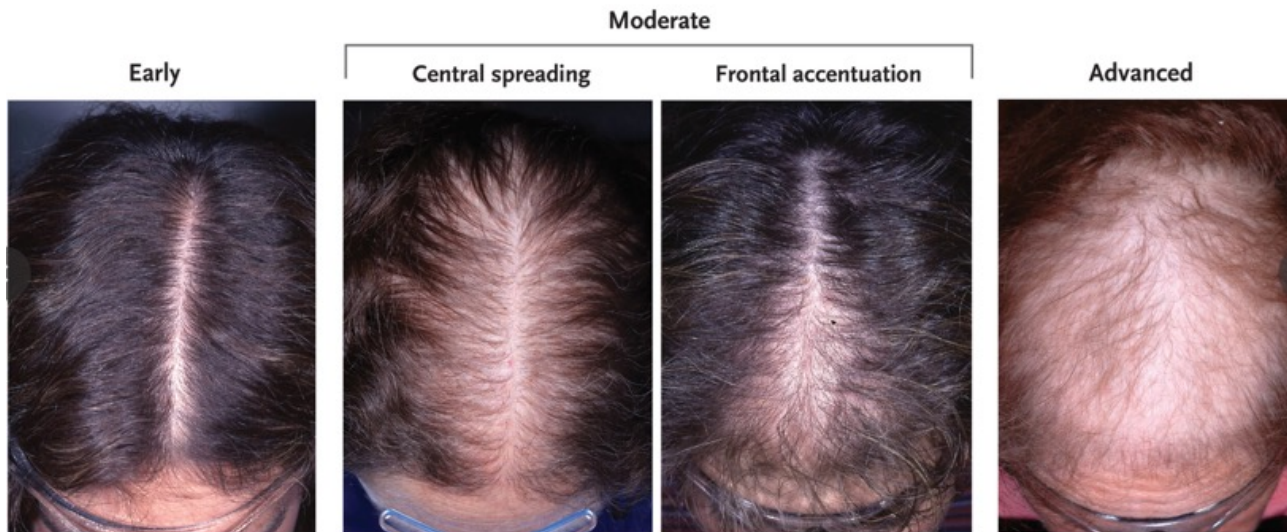 Moderate
Early
Central spreading
Frontal accentuation
Advanced